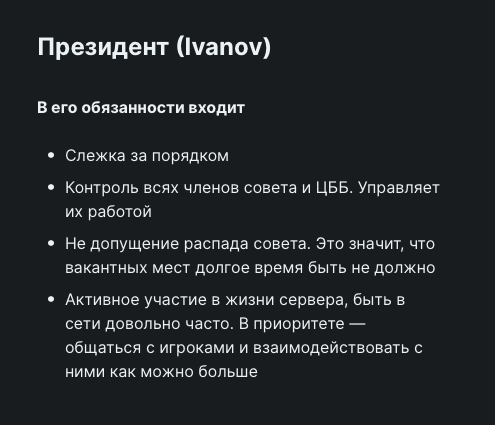 Президент (Ivanov)
В его обязанности входит
• Слежка за порядком
• Контроль всех членов совета и ЦББ. Управляет
их работой
• Не допущение распада совета. Это значит, что
вакантных мест долгое время быть не должно
• Активное участие в жизни сервера, быть в
сети довольно часто. В приоритете —
общаться с игроками и взаимодействовать с
ними как можно больше